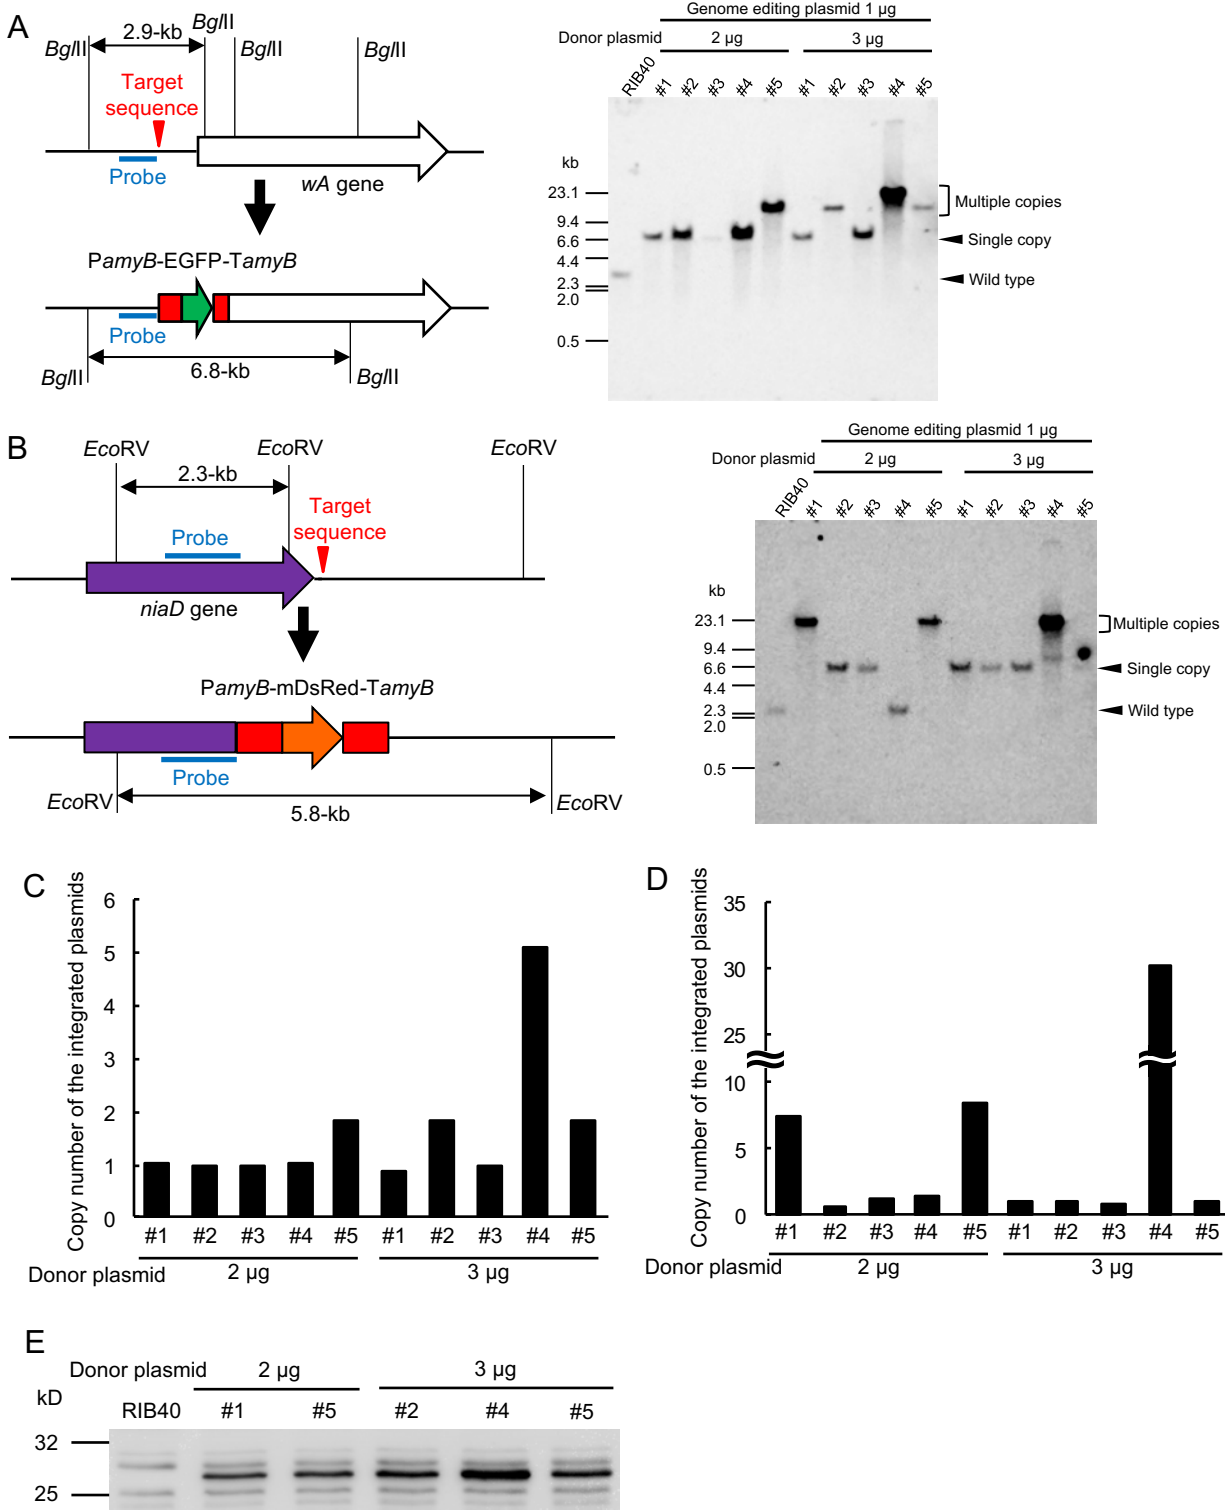 A
BglII
2.9-kb
BglII
BglII
BglII
Target
sequence
Probe
wA gene
PamyB-EGFP-TamyB
Probe
6.8-kb
BglII
BglII
Genome editing plasmid 1 µg
Donor plasmid 2 µg 3 µg
RIB40 #1 #2 #3 #4 #5 #1 #2 #3 #4 #5
kb
23.1
9.4
6.6
4.4
2.3
2.0
0.5
Multiple copies
Single copy
Wild type
B
EcoRV EcoRV EcoRV
2.3-kb
Target
sequence
Probe
niaD gene
PamyB-mDsRed-TamyB
Probe
EcoRV EcoRV
5.8-kb
Genome editing plasmid 1 µg
Donor plasmid 2 µg 3 µg
RIB40 #1 #2 #3 #4 #5 #1 #2 #3 #4 #5
kb
23.1
9.4
6.6
4.4
2.3
2.0
0.5
Multiple copies
Single copy
Wild type
C
Copy number of the integrated plasmids
6
5
4
3
2
1
0
#1 #2 #3 #4 #5 #1 #2 #3 #4 #5
Donor plasmid 2 µg 3 µg
D
Copy number of the integrated plasmids
35
30
25
10
5
0
#1 #2 #3 #4 #5 #1 #2 #3 #4 #5
Donor plasmid 2 µg 3 µg
E
Donor plasmid 2 µg 3 µg
kD
RIB40 #1 #5 #2 #4 #5
32
25